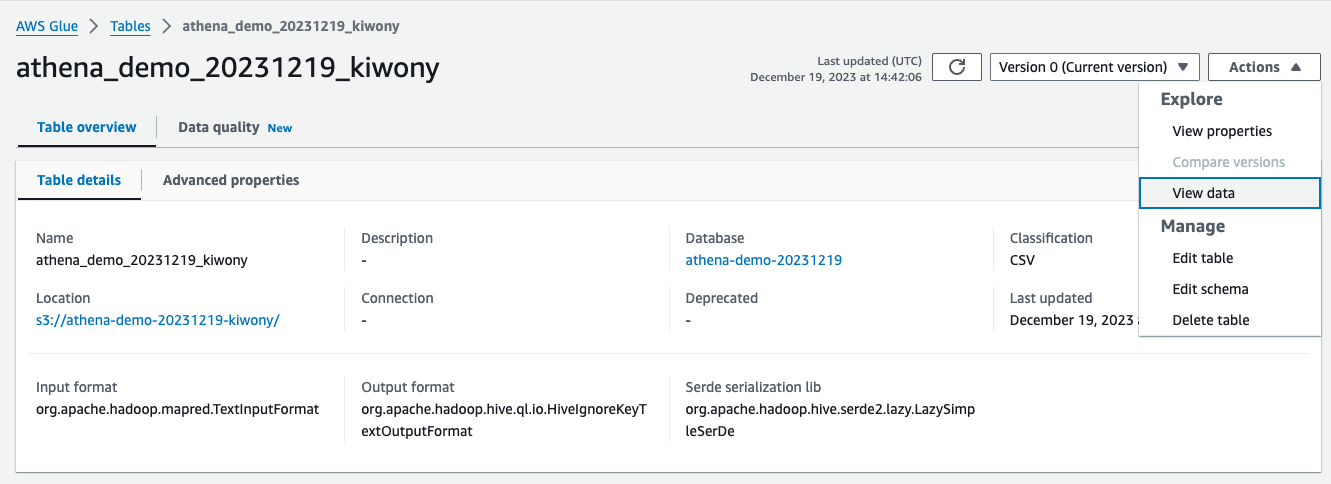 AWS Glue > Tables > athena_demo_20231219_kiwony
athena_demo_20231219_kiwony
Last updated (UTC)
December 19, 2023 at 14:42:06
Version 0 (Current version)
Actions
Explore
View properties
Compare versions
View data
Manage
Edit table
Edit schema
Delete table
Table overview
Data quality New
Table details
Advanced properties
Name
athena_demo_20231219_kiwony
Description
-
Database
athena-demo-20231219
Classification
CSV
Location
s3://athena-demo-20231219-kiwony/
Connection
-
Deprecated
-
Last updated
December 19, 2023
Input format
org.apache.hadoop.mapred.TextInputFormat
Output format
org.apache.hadoop.hive.ql.io.HiveIgnoreKeyT
extOutputFormat
Serde serialization lib
org.apache.hadoop.hive.serde2.lazy.LazySimp
leSerDe